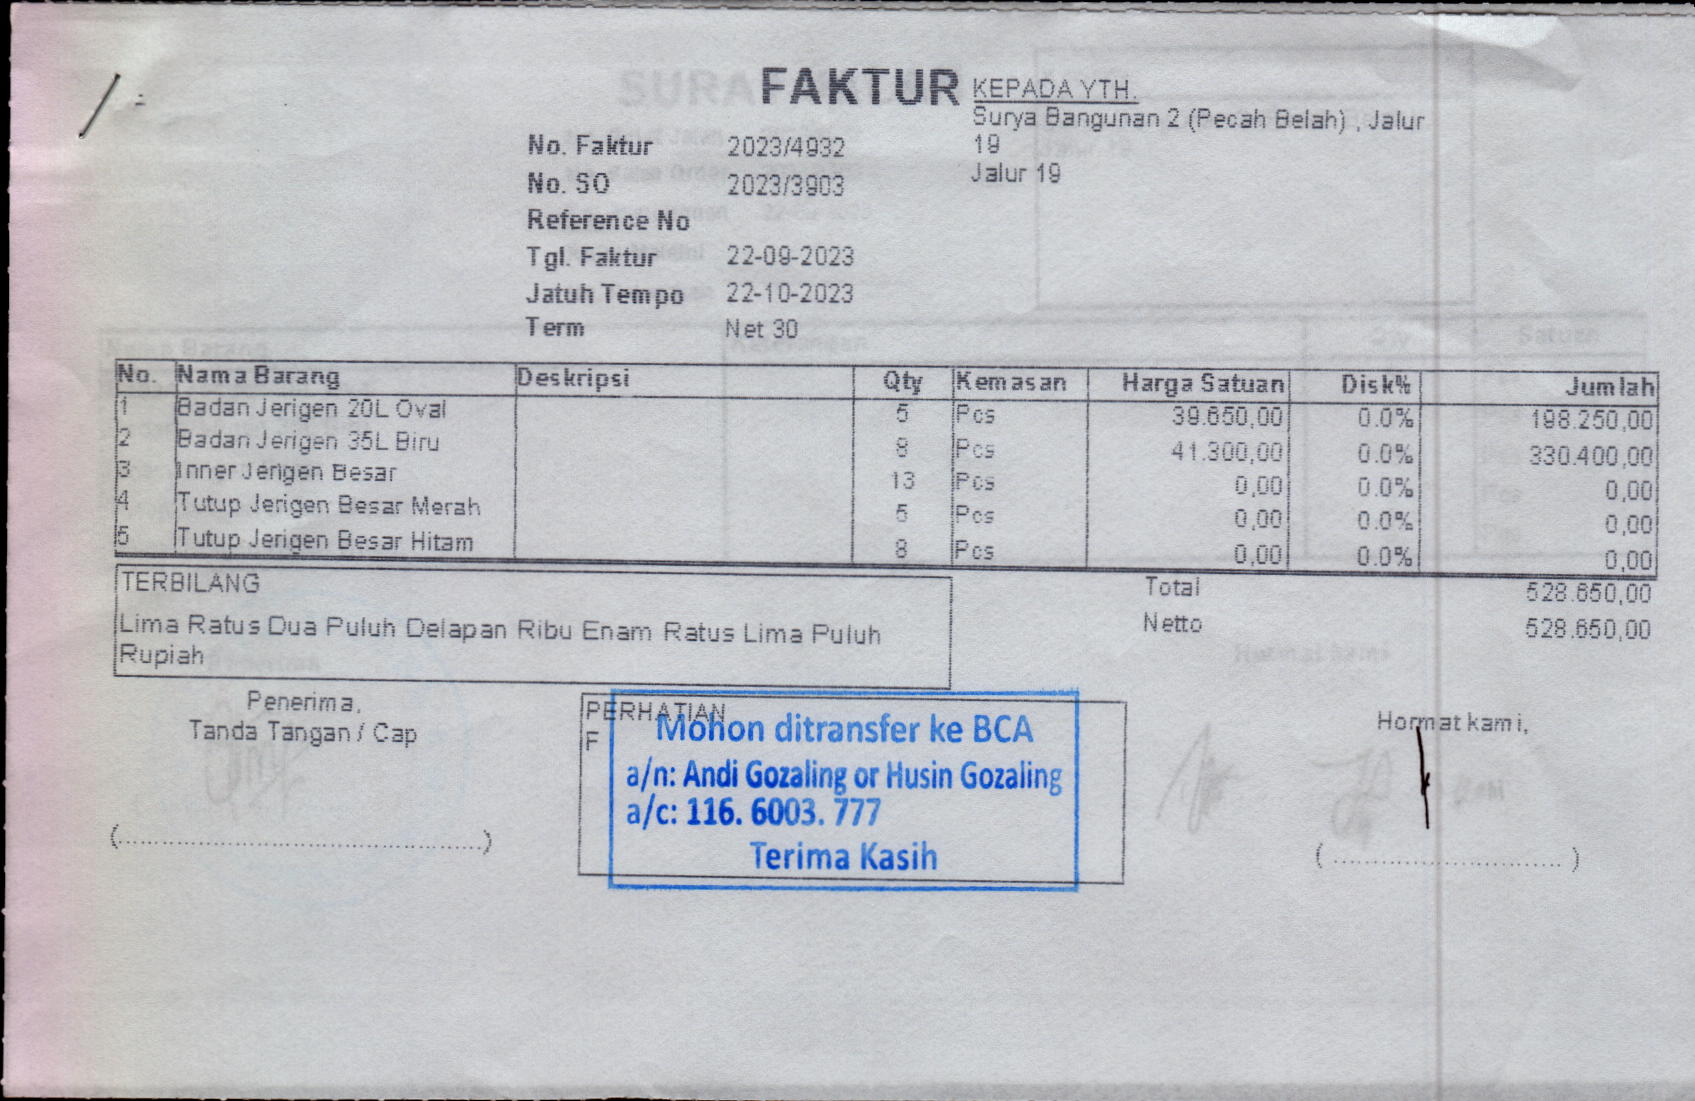 FAKTUR
KEPADA YTH.
Surya Bangunan 2 (Pecah Belah) , Jalur
19
Jalur 19
No. Faktur 2023/4932
No. SO 2023/3903
Reference No
Tgl. Faktur 22-09-2023
Jatuh Tempo 22-10-2023
Term Net 30
No. Nama Barang Deskripsi Qty Kemasan Harga Satuan Disk% Jumlah
1 Badan Jerigen 20L Oval 5 Pcs 39.650,00 0.0% 198.250,00
2 Badan Jerigen 35L Biru 8 Pcs 41.300,00 0.0% 330.400,00
3 Inner Jerigen Besar 13 Pcs 0,00 0.0% 0,00
4 Tutup Jerigen Besar Merah 5 Pcs 0,00 0.0% 0,00
5 Tutup Jerigen Besar Hitam 8 Pcs 0,00 0.0% 0,00
TERBILANG
Lima Ratus Dua Puluh Delapan Ribu Enam Ratus Lima Puluh
Rupiah
Total 528.650,00
Netto 528.650,00
Penerima,
Tanda Tangan / Cap
(................................................)
PERHATIAN
F
Mohon ditransfer ke BCA
a/n: Andi Gozaling or Husin Gozaling
a/c: 116. 6003. 777
Terima Kasih
Hormat kami,
( .............................. )